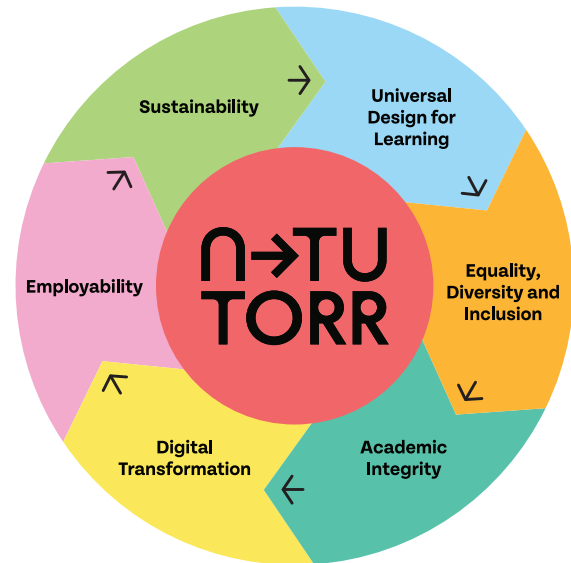 Sustainability
Universal
Design for
Learning
Equality,
Diversity and
Inclusion
Academic
Integrity
Digital
Transformation
Employability
N→TU
TORR